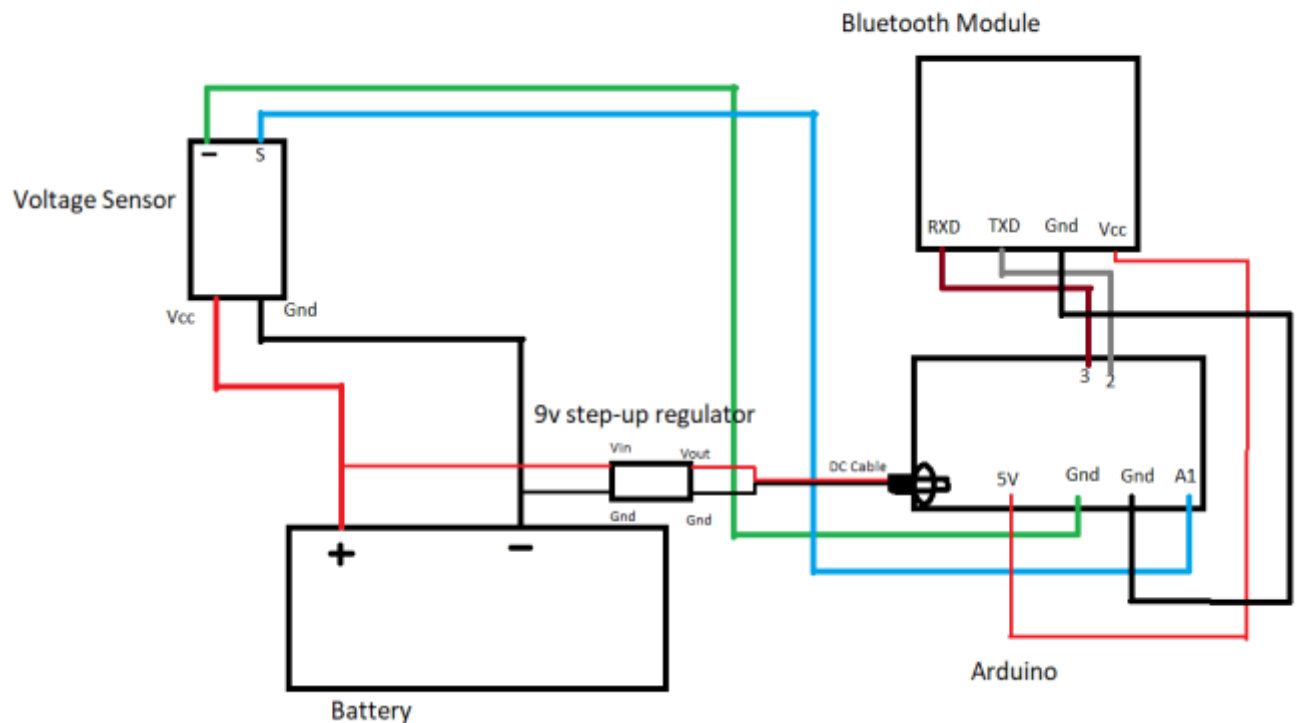 Bluetooth Module
− S
Voltage Sensor
RXD TXD Gnd Vcc
Vcc Gnd
3 2
9v step-up regulator
Vin Vout
DC Cable
5V Gnd Gnd A1
Gnd Gnd
+ −
Arduino
Battery